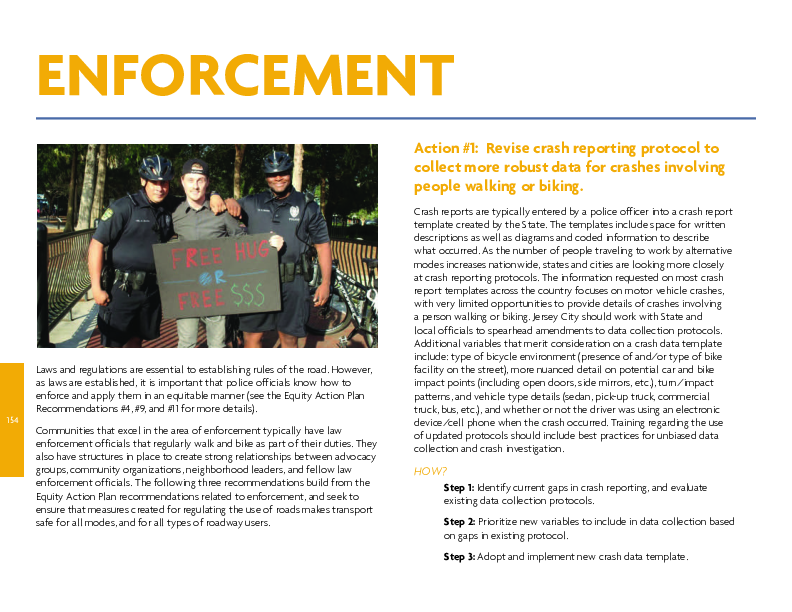 ENFORCEMENT
FREE HUG
OR
FREE $$$
Laws and regulations are essential to establishing rules of the road. However,
as laws are established, it is important that police officials know how to
enforce and apply them in an equitable manner (see the Equity Action Plan
Recommendations #4, #9, and #11 for more details).
Communities that excel in the area of enforcement typically have law
enforcement officials that regularly walk and bike as part of their duties. They
also have structures in place to create strong relationships between advocacy
groups, community organizations, neighborhood leaders, and fellow law
enforcement officials. The following three recommendations build from the
Equity Action Plan recommendations related to enforcement, and seek to
ensure that measures created for regulating the use of roads makes transport
safe for all modes, and for all types of roadway users.
154
Action #1: Revise crash reporting protocol to
collect more robust data for crashes involving
people walking or biking.
Crash reports are typically entered by a police officer into a crash report
template created by the State. The templates include space for written
descriptions as well as diagrams and coded information to describe
what occurred. As the number of people traveling to work by alternative
modes increases nationwide, states and cities are looking more closely
at crash reporting protocols. The information requested on most crash
report templates across the country focuses on motor vehicle crashes,
with very limited opportunities to provide details of crashes involving
a person walking or biking. Jersey City should work with State and
local officials to spearhead amendments to data collection protocols.
Additional variables that merit consideration on a crash data template
include: type of bicycle environment (presence of and/or type of bike
facility on the street), more nuanced detail on potential car and bike
impact points (including open doors, side mirrors, etc.), turn/impact
patterns, and vehicle type details (sedan, pick-up truck, commercial
truck, bus, etc.), and whether or not the driver was using an electronic
device/cell phone when the crash occurred. Training regarding the use
of updated protocols should include best practices for unbiased data
collection and crash investigation.
HOW?
Step 1: Identify current gaps in crash reporting, and evaluate
existing data collection protocols.
Step 2: Prioritize new variables to include in data collection based
on gaps in existing protocol.
Step 3: Adopt and implement new crash data template.